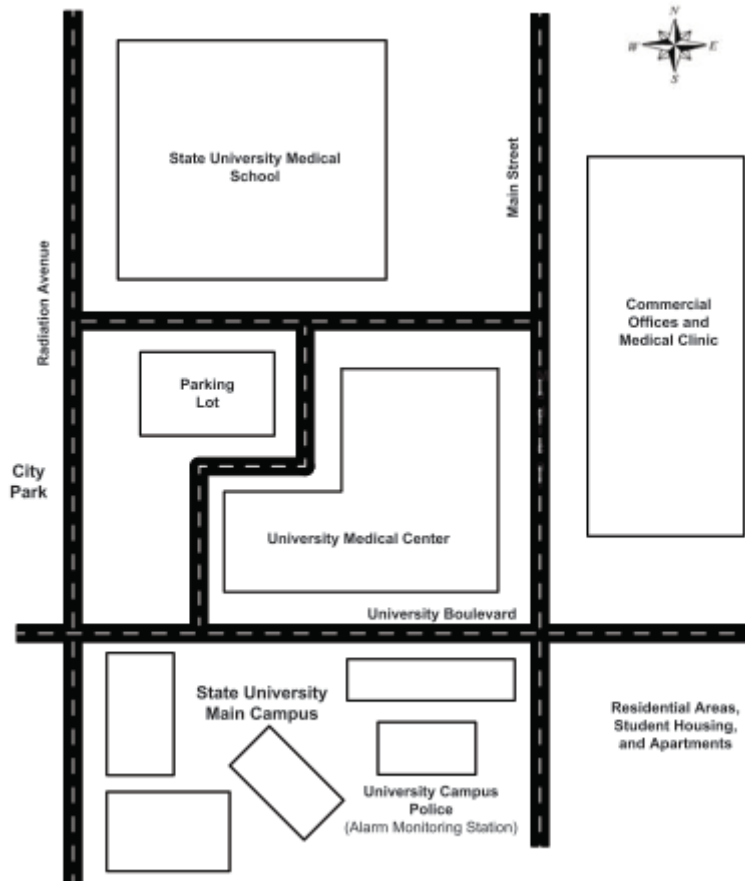 N
W E
S
State University Medical
School
Main Street
Radiation Avenue
Commercial
Offices and
Medical Clinic
Parking
Lot
City
Park
University Medical Center
University Boulevard
State University
Main Campus
Residential Areas,
Student Housing,
and Apartments
University Campus
Police
(Alarm Monitoring Station)